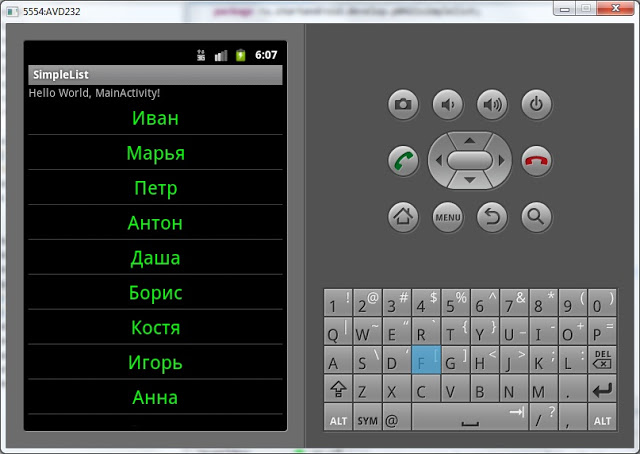 5554:AVD232
3G 6:07
SimpleList
Hello World, MainActivity!
Иван
Марья
Петр
Антон
Даша
Борис
Костя
Игорь
Анна
MENU
1 ! 2 @ 3 # 4 $ 5 % 6 ^ 7 & 8 * 9 ( 0 )
Q | W ~ E " R ` T { Y } U _ I - O + P =
A S \ D ' F [ G ] H < J > K ; L : DEL
Z X C V B N M .
ALT SYM @ / ? , ALT